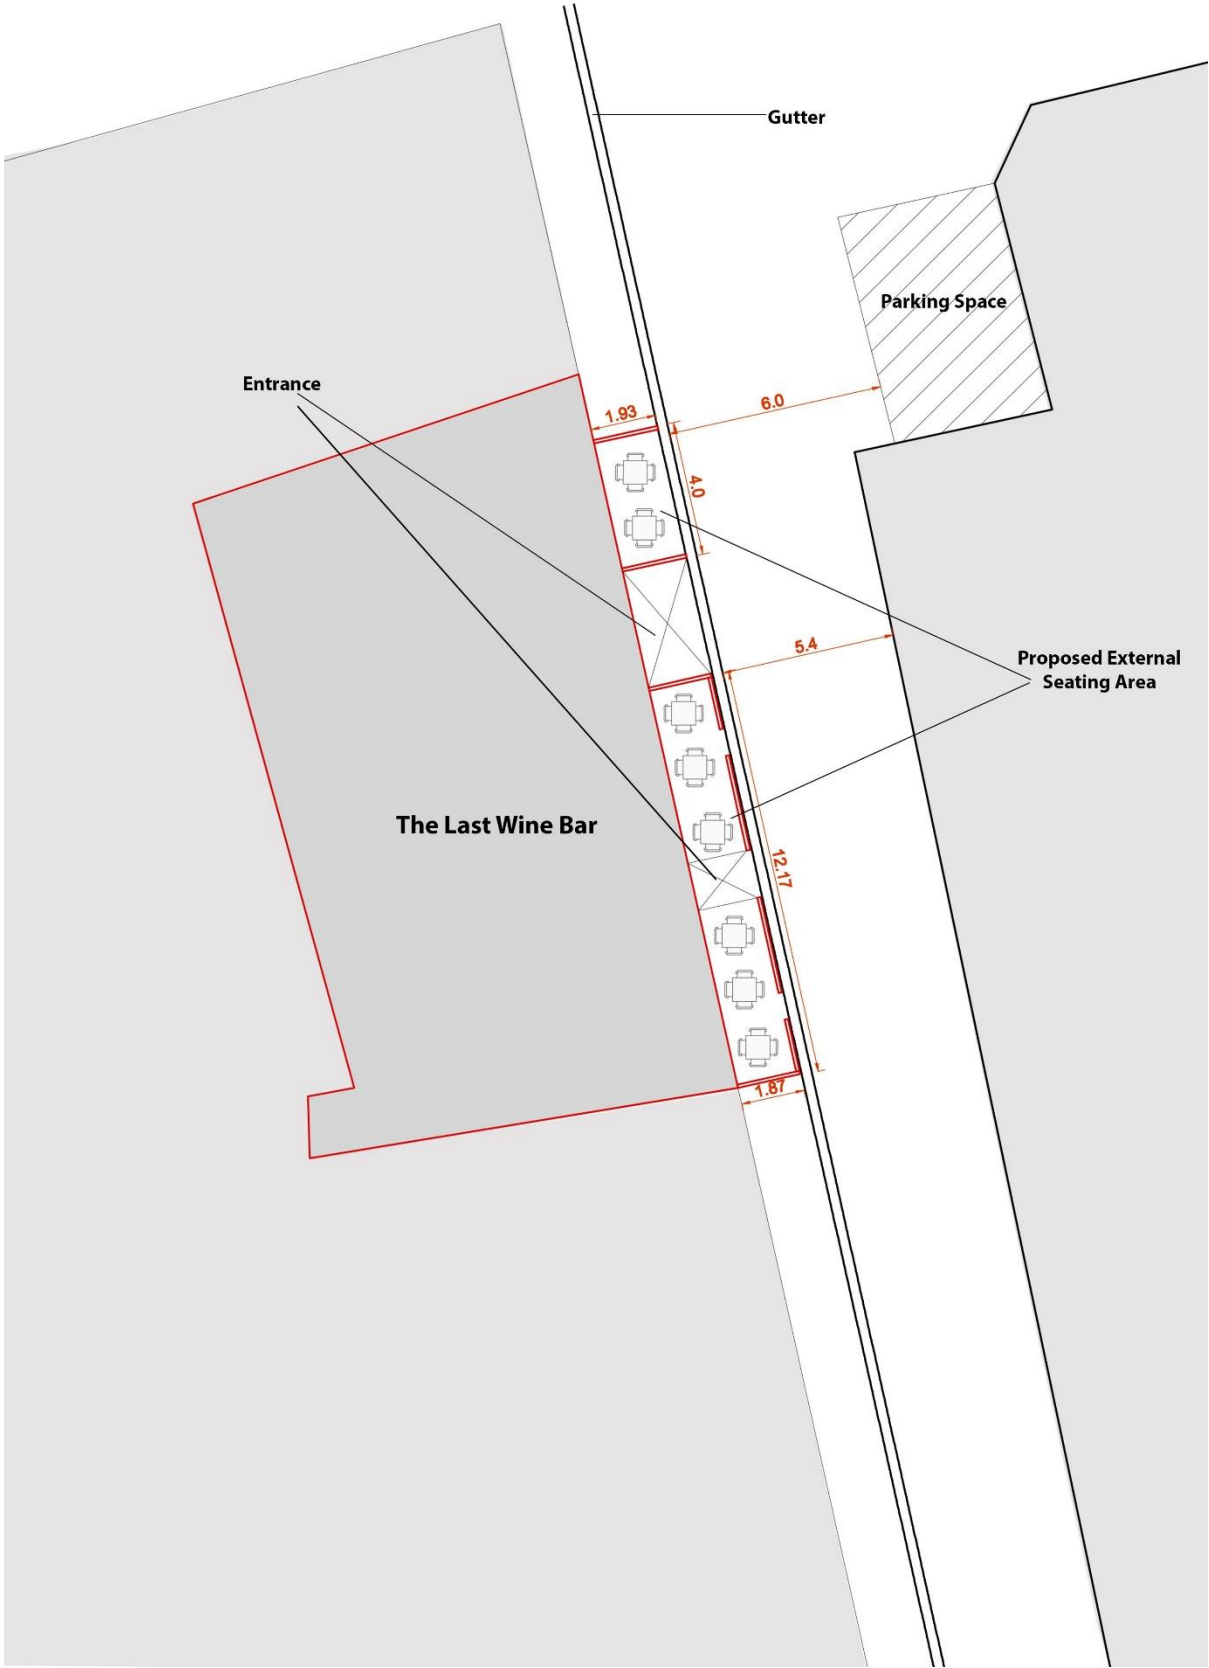 Gutter
Parking Space
Entrance
1.93
6.0
4.0
5.4
Proposed External
Seating Area
The Last Wine Bar
12.17
1.87